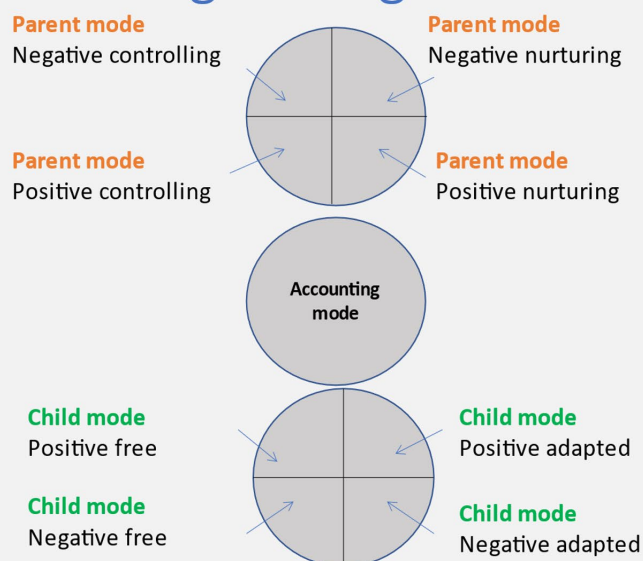 Parent mode
Negative controlling
Parent mode
Negative nurturing
Parent mode
Positive controlling
Parent mode
Positive nurturing
Accounting
mode
Child mode
Positive free
Child mode
Positive adapted
Child mode
Negative free
Child mode
Negative adapted